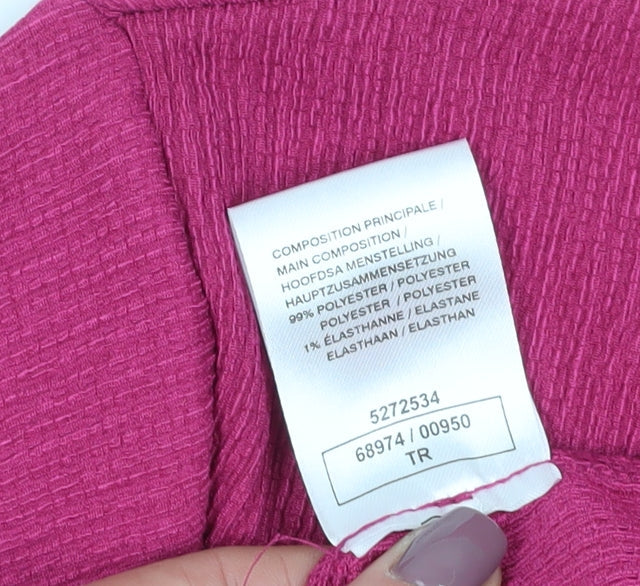 COMPOSITION PRINCIPALE /
MAIN COMPOSITION /
HOOFDSA MENSTELLING /
HAUPTZUSAMMENSETZUNG
99% POLYESTER / POLYESTER
POLYESTER / POLYESTER
1% ÉLASTHANNE / ELASTANE
ELASTHAAN / ELASTHAN
5272534
68974 / 00950
TR